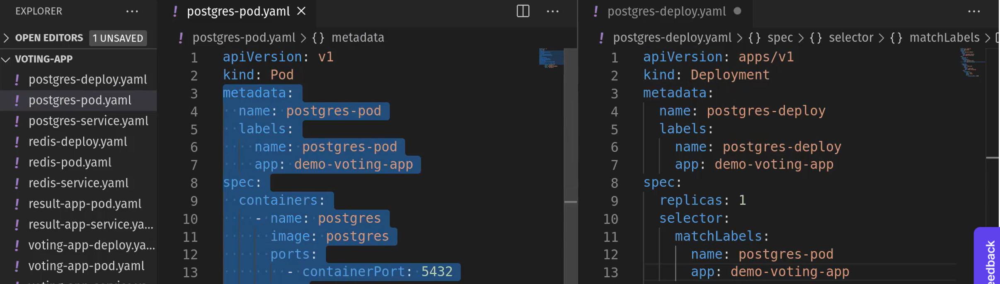 EXPLORER ...
OPEN EDITORS 1 UNSAVED
VOTING-APP
! postgres-deploy.yaml
! postgres-pod.yaml
! postgres-service.yaml
! redis-deploy.yaml
! redis-pod.yaml
! redis-service.yaml
! result-app-pod.yaml
! result-app-service.ya...
! voting-app-deploy.ya...
! voting-app-pod.yaml
! postgres-pod.yaml × ...
! postgres-pod.yaml > {} metadata
1 apiVersion: v1
2 kind: Pod
3 metadata:
4   name: postgres-pod
5   labels:
6     name: postgres-pod
7     app: demo-voting-app
8 spec:
9   containers:
10     - name: postgres
11       image: postgres
12       ports:
13         - containerPort: 5432
! postgres-deploy.yaml ● ...
! postgres-deploy.yaml > {} spec > {} selector > {} matchLabels >
1 apiVersion: apps/v1
2 kind: Deployment
3 metadata:
4   name: postgres-deploy
5   labels:
6     name: postgres-deploy
7     app: demo-voting-app
8 spec:
9   replicas: 1
10   selector:
11     matchLabels:
12       name: postgres-pod
13       app: demo-voting-app
eedback